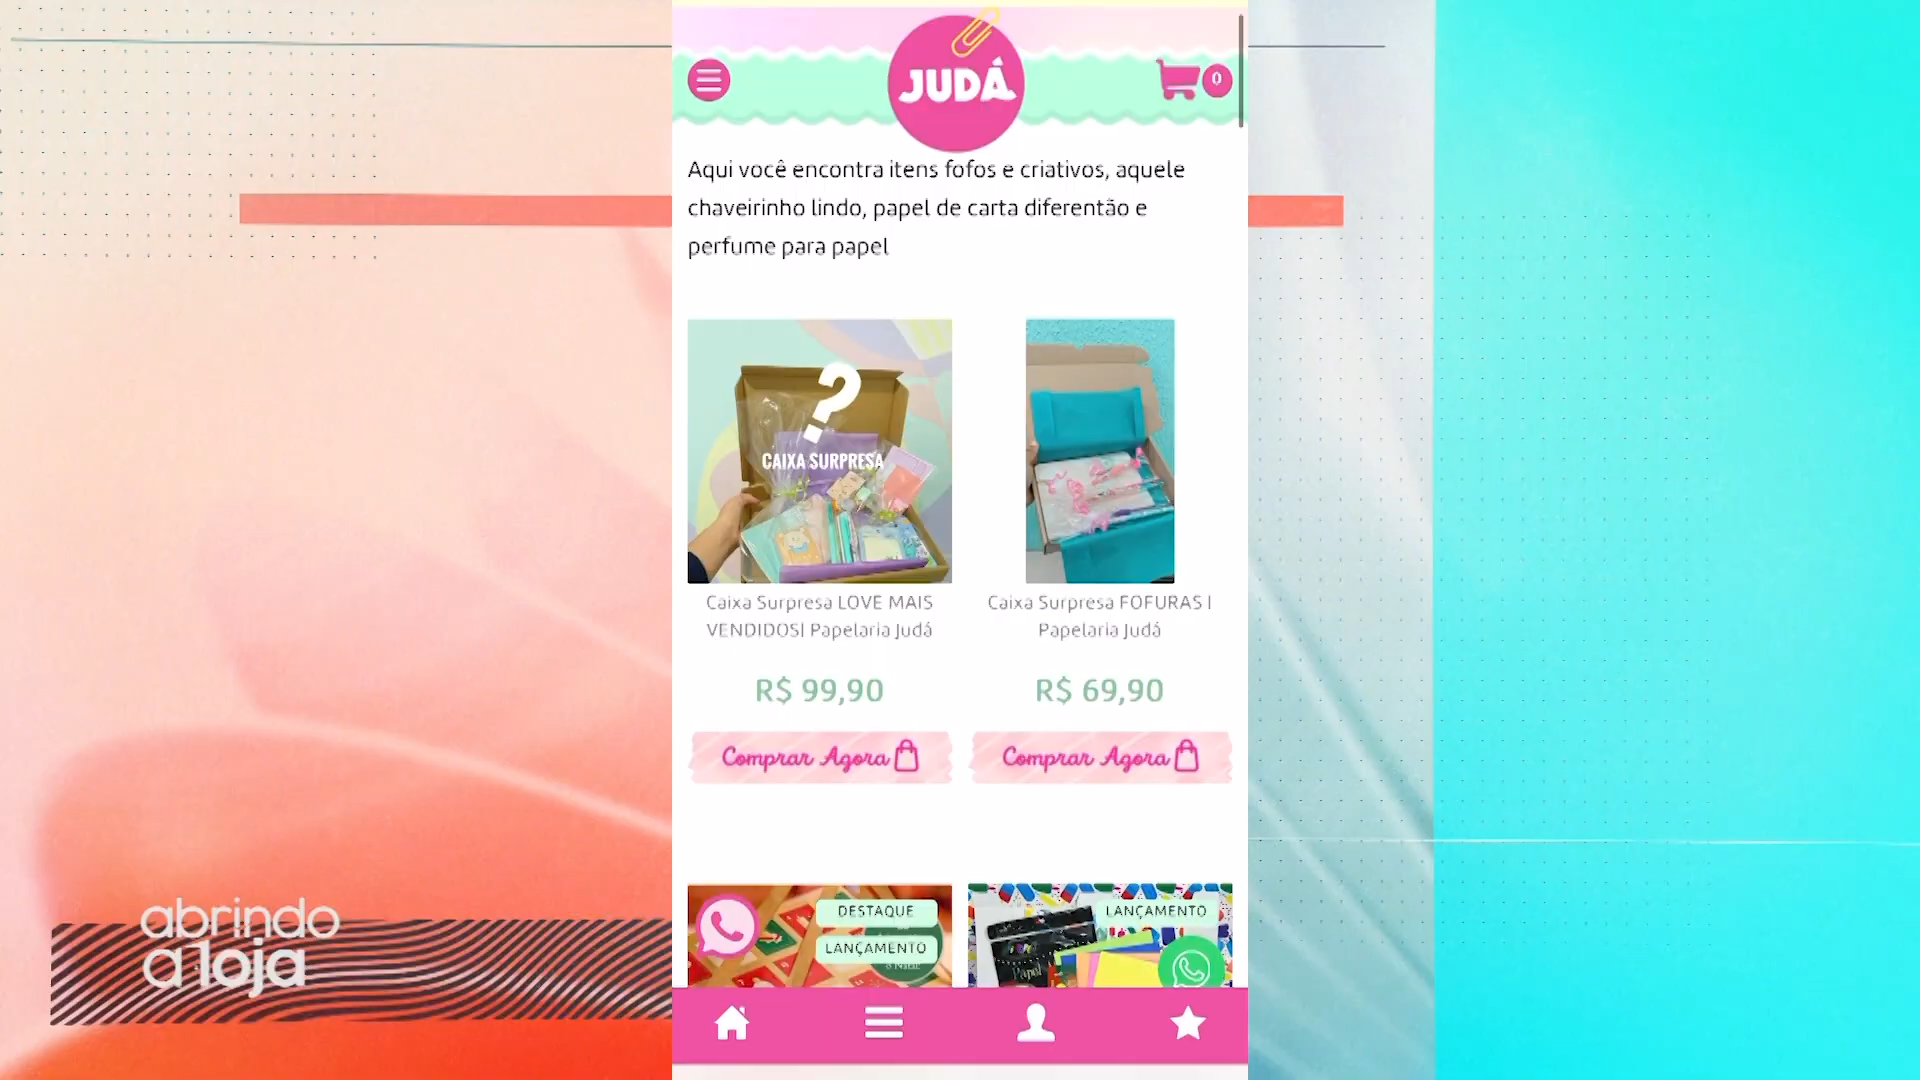 JUDÁ
0
Aqui você encontra itens fofos e criativos, aquele
chaveirinho lindo, papel de carta diferentão e
perfume para papel
?
CAIXA SURPRESA
Caixa Surpresa LOVE MAIS
VENDIDOS| Papelaria Judá
Caixa Surpresa FOFURAS |
Papelaria Judá
R$ 99,90
R$ 69,90
Comprar Agora
Comprar Agora
DESTAQUE
LANÇAMENTO
LANÇAMENTO
Papel
abrindo
a loja